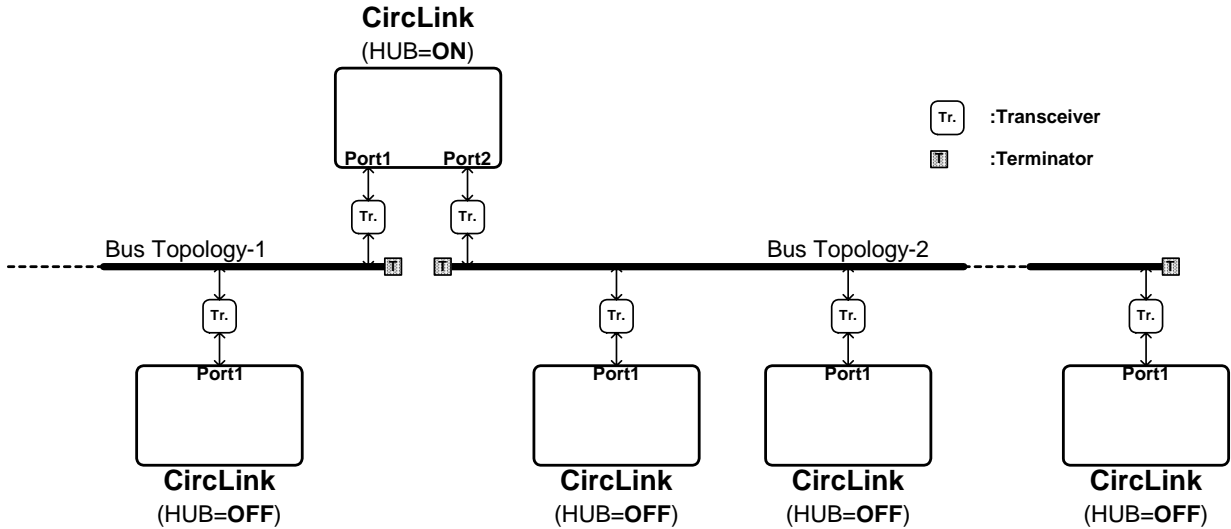 CircLink
(HUB=ON)
Port1 Port2
Tr. :Transceiver
T :Terminator
Tr. Tr.
Bus Topology-1 Bus Topology-2
T T T
Tr. Tr. Tr. Tr.
Port1 Port1 Port1 Port1
CircLink CircLink CircLink CircLink
(HUB=OFF) (HUB=OFF) (HUB=OFF) (HUB=OFF)